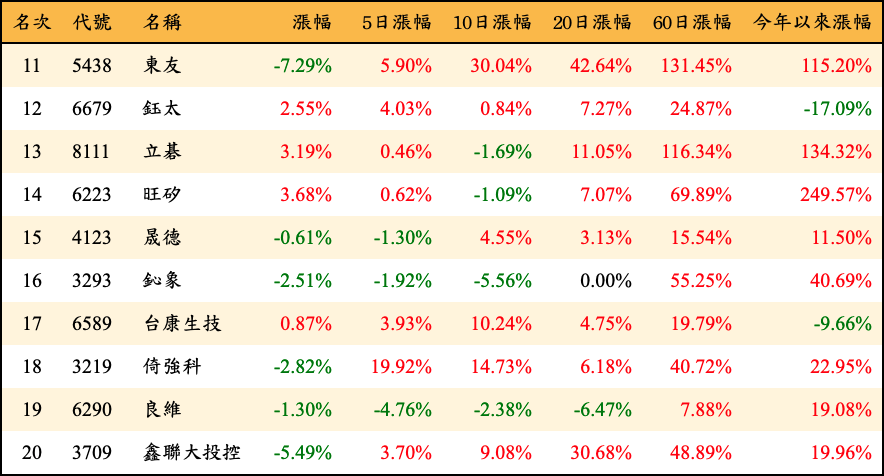 名次 代號 名稱 漲幅 5日漲幅 10日漲幅 20日漲幅 60日漲幅 今年以來漲幅
11 5438 東友 -7.29% 5.90% 30.04% 42.64% 131.45% 115.20%
12 6679 鈺太 2.55% 4.03% 0.84% 7.27% 24.87% -17.09%
13 8111 立碁 3.19% 0.46% -1.69% 11.05% 116.34% 134.32%
14 6223 旺矽 3.68% 0.62% -1.09% 7.07% 69.89% 249.57%
15 4123 晟德 -0.61% -1.30% 4.55% 3.13% 15.54% 11.50%
16 3293 鈊象 -2.51% -1.92% -5.56% 0.00% 55.25% 40.69%
17 6589 台康生技 0.87% 3.93% 10.24% 4.75% 19.79% -9.66%
18 3219 倚強科 -2.82% 19.92% 14.73% 6.18% 40.72% 22.95%
19 6290 良維 -1.30% -4.76% -2.38% -6.47% 7.88% 19.08%
20 3709 鑫聯大投控 -5.49% 3.70% 9.08% 30.68% 48.89% 19.96%